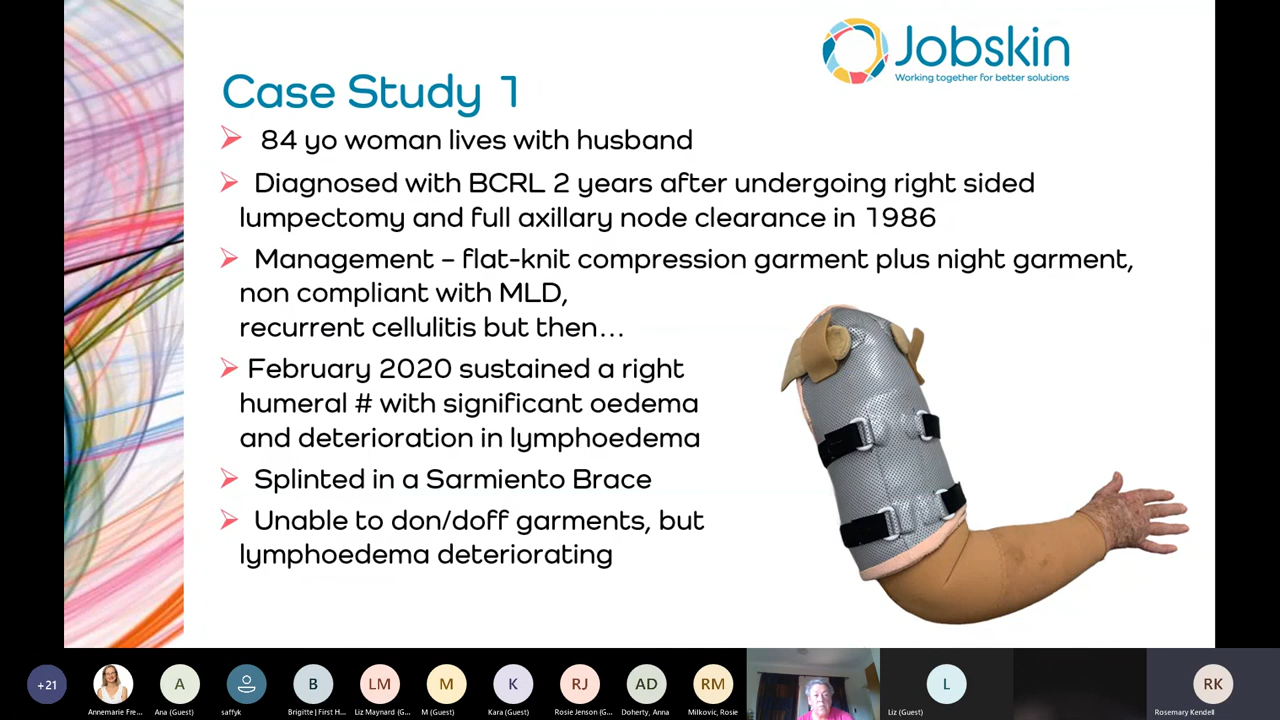 Jobskin
Working together for better solutions
Case Study 1
84 yo woman lives with husband
Diagnosed with BCRL 2 years after undergoing right sided
lumpectomy and full axillary node clearance in 1986
Management – flat-knit compression garment plus night garment,
non compliant with MLD,
recurrent cellulitis but then...
February 2020 sustained a right
humeral # with significant oedema
and deterioration in lymphoedema
Splinted in a Sarmiento Brace
Unable to don/doff garments, but
lymphoedema deteriorating
+21
A
B
LM
M
K
RJ
AD
RM
L
RK
Annemarie Fre...
Ana (Guest)
saffyk
Brigitte | First H...
Liz Maynard (G...
M (Guest)
Kara (Guest)
Rosie Jenson (G...
Doherty, Anna
Milkovic, Rosie
Liz (Guest)
Rosemary Kendell